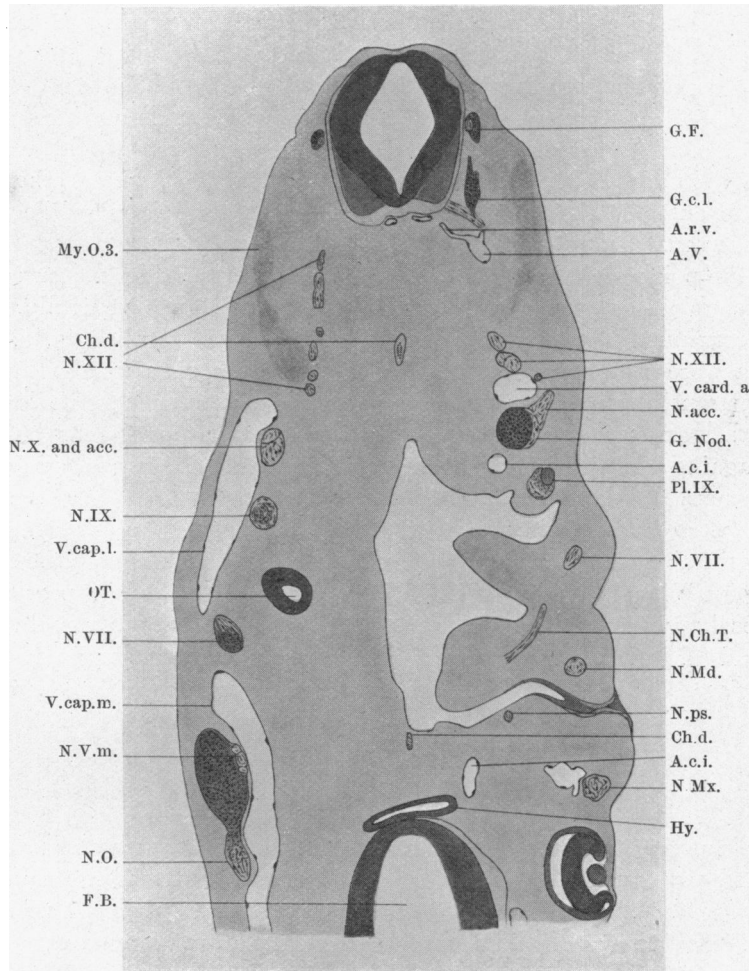 My.O.3.
Ch.d.
N.XII
N.X. and acc.
N.IX.
V.cap.l.
OT.
N.VII.
V.cap.m.
N.V.m.
N.O.
F.B.
G.F.
G.c.l.
A.r.v.
A.V.
N.XII.
V. card. a
N.acc.
G. Nod.
A.c.i.
Pl.IX.
N.VII.
N.Ch.T.
N.Md.
N.ps.
Ch.d.
A.c.i.
N Mx.
Hy.